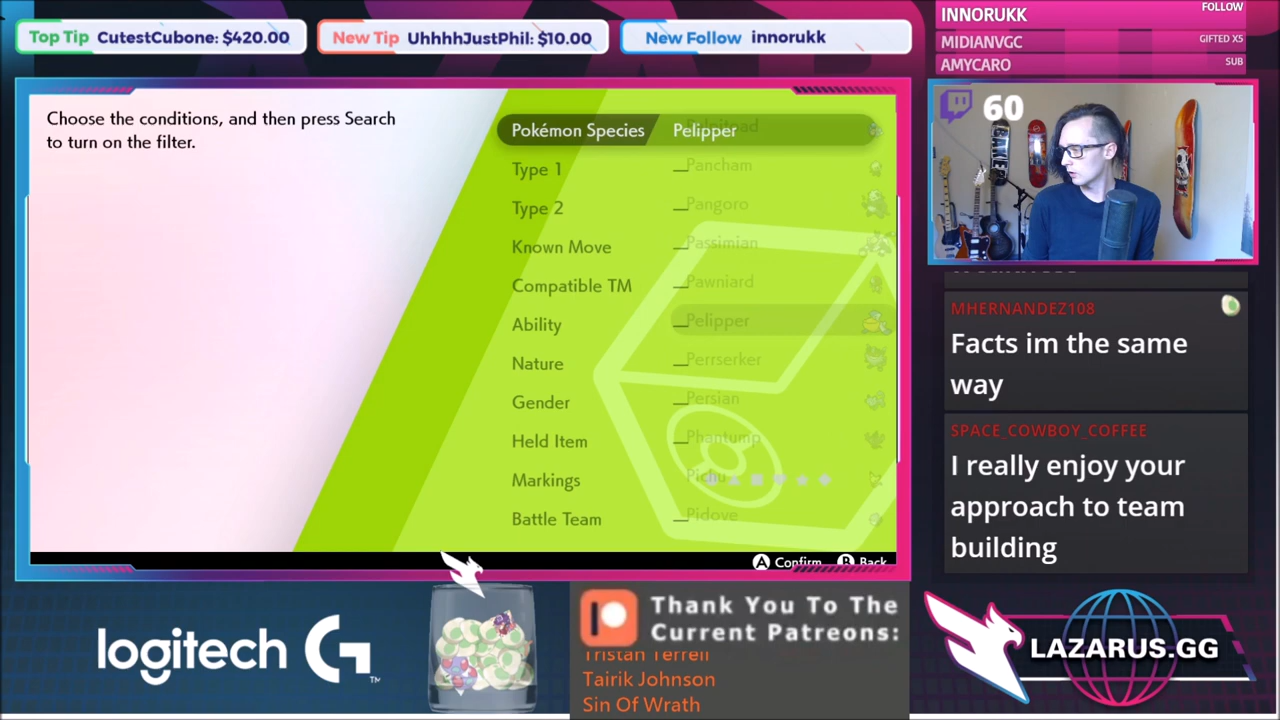 Top Tip CutestCubone: $420.00
New Tip UhhhhJustPhil: $10.00
New Follow innorukk
INNORUKK FOLLOW
MIDIANVGC GIFTED X5
AMYCARO SUB
60
Choose the conditions, and then press Search
to turn on the filter.
Pokémon Species Pelipper
Type 1 Pancham
Type 2 Pangoro
Known Move Passimian
Compatible TM Pawniard
Ability Pelipper
Nature Perrserker
Gender Persian
Held Item Phantump
Markings Pichu
Battle Team Pidove
A Confirm B Back
MHERNANDEZ108
Facts im the same
way
SPACE_COWBOY_COFFEE
I really enjoy your
approach to team
building
logitech G™
Thank You To The
Current Patreons:
Tristan Terrell
Tairik Johnson
Sin Of Wrath
LAZARUS.GG